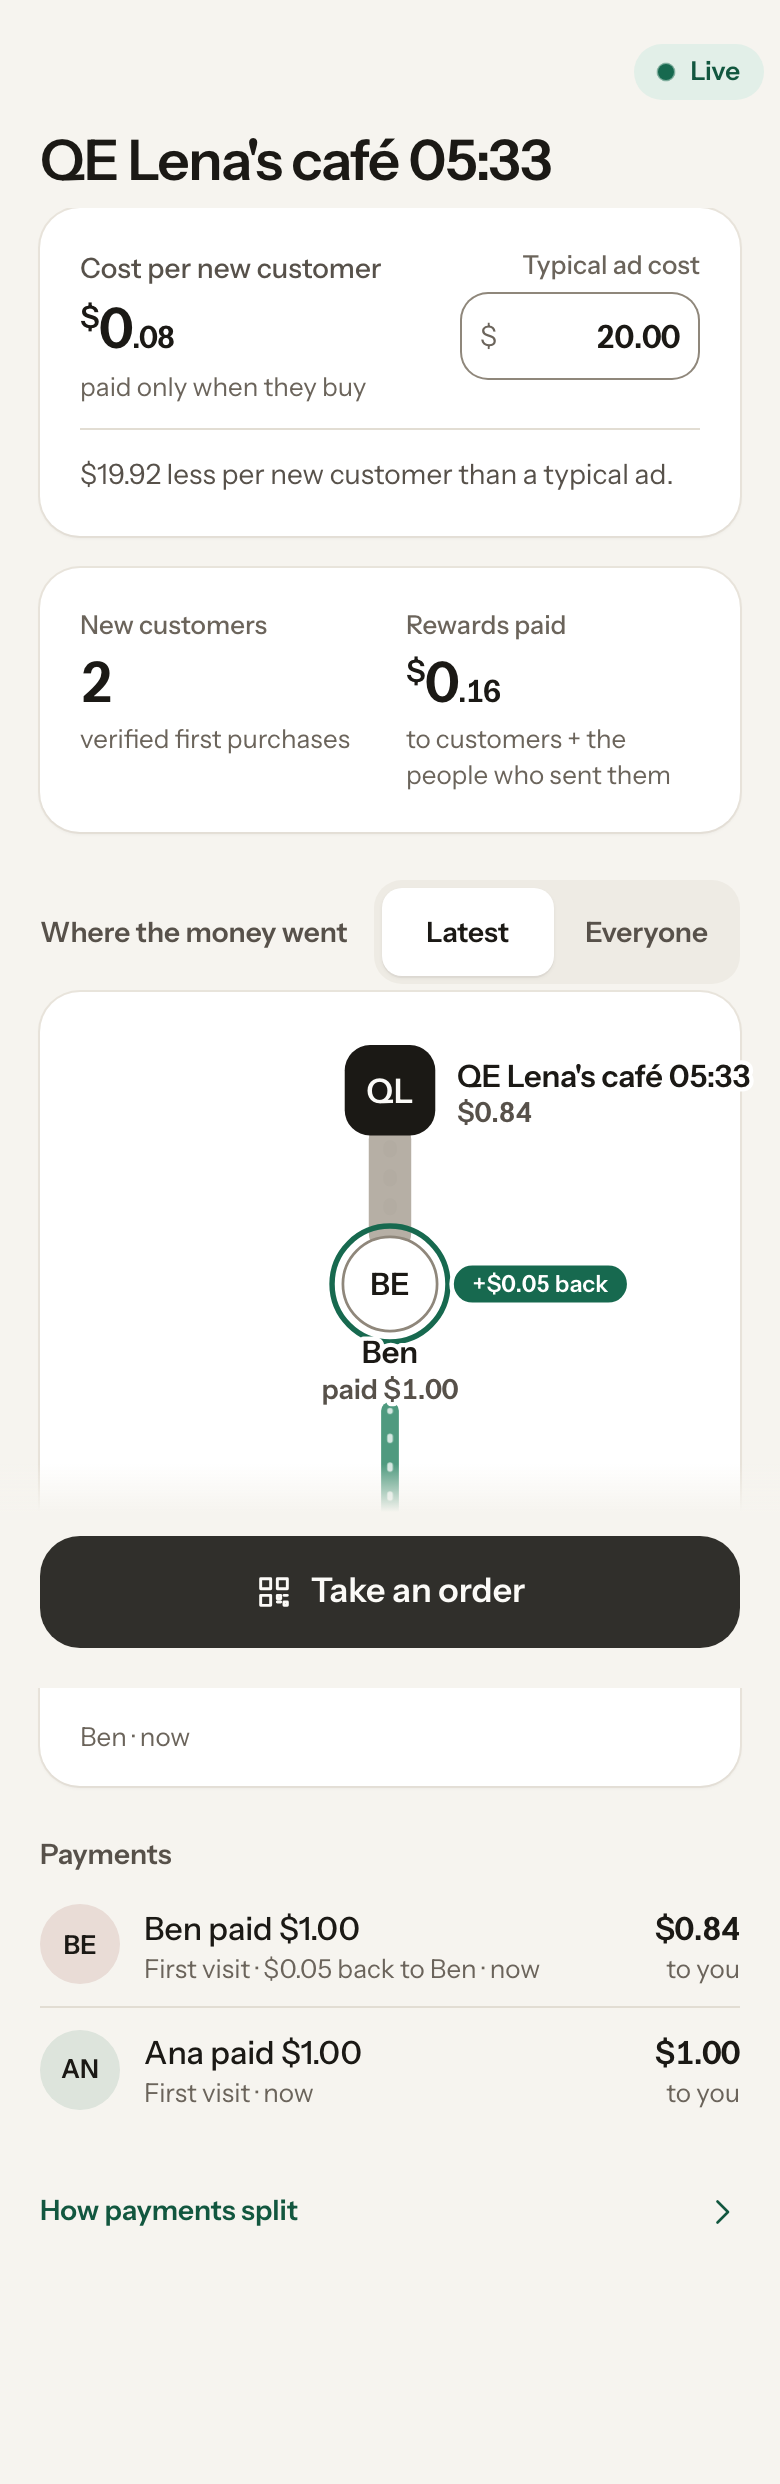 Live
QE Lena's café 05:33
Cost per new customer
$0.08
paid only when they buy
Typical ad cost
$ 20.00
$19.92 less per new customer than a typical ad.
New customers
2
verified first purchases
Rewards paid
$0.16
to customers + the
people who sent them
Where the money went
Latest
Everyone
QL
QE Lena's café 05:33
$0.84
BE
+$0.05 back
Ben
paid $1.00
Take an order
Ben · now
Payments
BE
Ben paid $1.00
$0.84
First visit · $0.05 back to Ben · now
to you
AN
Ana paid $1.00
$1.00
First visit · now
to you
How payments split